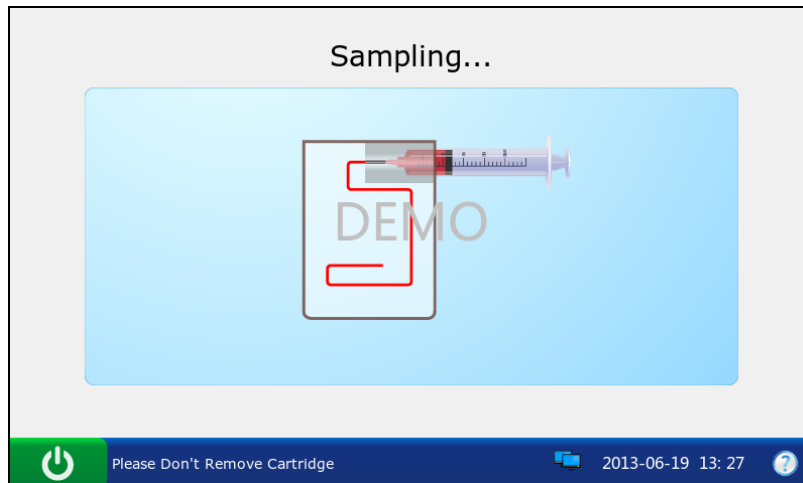 Sampling...
DEMO
Please Don't Remove Cartridge
2013-06-19 13: 27
?